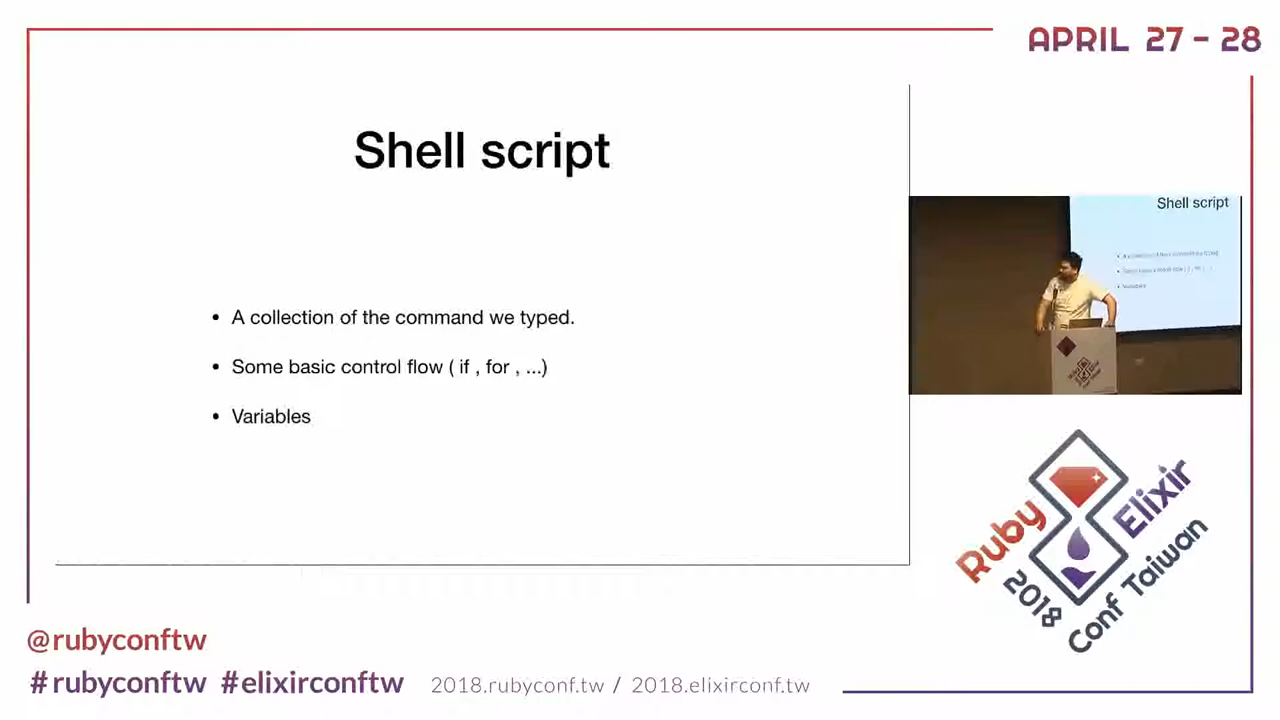 APRIL 27 - 28
Shell script
• A collection of the command we typed.
• Some basic control flow ( if , for , ...)
• Variables
Shell script
Variables
Ruby
Elixir
2018
Conf Taiwan
@rubyconftw
#rubyconftw #elixirconftw
2018.rubyconf.tw / 2018.elixirconf.tw